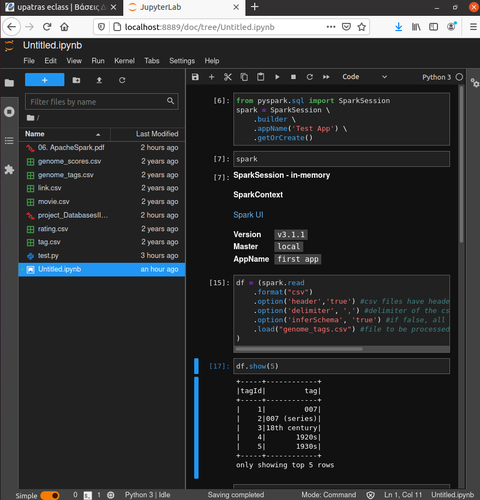 upatras eclass | Βάσεις Δ
JupyterLab
localhost:8889/doc/tree/Untitled.ipynb
Untitled.ipynb
File Edit View Run Kernel Tabs Settings Help
Code
Python 3
Filter files by name
/
Name
Last Modified
06. ApacheSpark.pdf 2 hours ago
genome_scores.csv 2 years ago
genome_tags.csv 2 years ago
link.csv 2 years ago
movie.csv 2 years ago
project_DatabasesII... 2 hours ago
rating.csv 2 years ago
tag.csv 2 years ago
test.py 3 hours ago
Untitled.ipynb an hour ago
[6]: from pyspark.sql import SparkSession
spark = SparkSession \
.builder \
.appName('Test App') \
.getOrCreate()
[7]: spark
[7]: SparkSession - in-memory
SparkContext
Spark UI
Version v3.1.1
Master local
AppName first app
[15]: df = (spark.read
.format("csv")
.option('header','true') #csv files have heade
.option('delimiter', ',') #delimiter of the cs
.option('inferSchema', 'true') #if false, all
.load("genome_tags.csv") #file to be processed
)
[17]: df.show(5)
+-----+------------+
|tagId|         tag|
+-----+------------+
|    1|         007|
|    2|007 (series)|
|    3|18th century|
|    4|       1920s|
|    5|       1930s|
+-----+------------+
only showing top 5 rows
Simple 0 1 Python 3 | Idle Saving completed Mode: Command Ln 1, Col 11 Untitled.ipynb